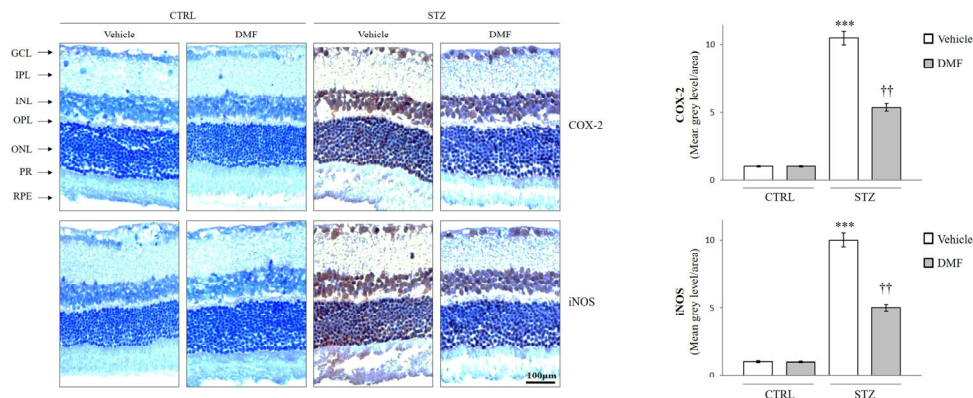 CTRL STZ
Vehicle DMF Vehicle DMF
GCL
IPL
INL
OPL
ONL
PR
RPE
COX-2
iNOS
100µm
COX-2
(Mean grey level/area)
10
5
0
***
††
Vehicle
DMF
CTRL STZ
iNOS
(Mean grey level/area)
10
5
0
***
††
Vehicle
DMF
CTRL STZ